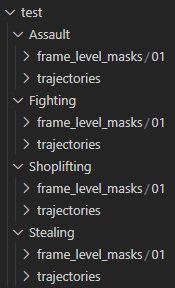 test
Assault
frame_level_masks/01
trajectories
Fighting
frame_level_masks/01
trajectories
Shoplifting
frame_level_masks/01
trajectories
Stealing
frame_level_masks/01
trajectories